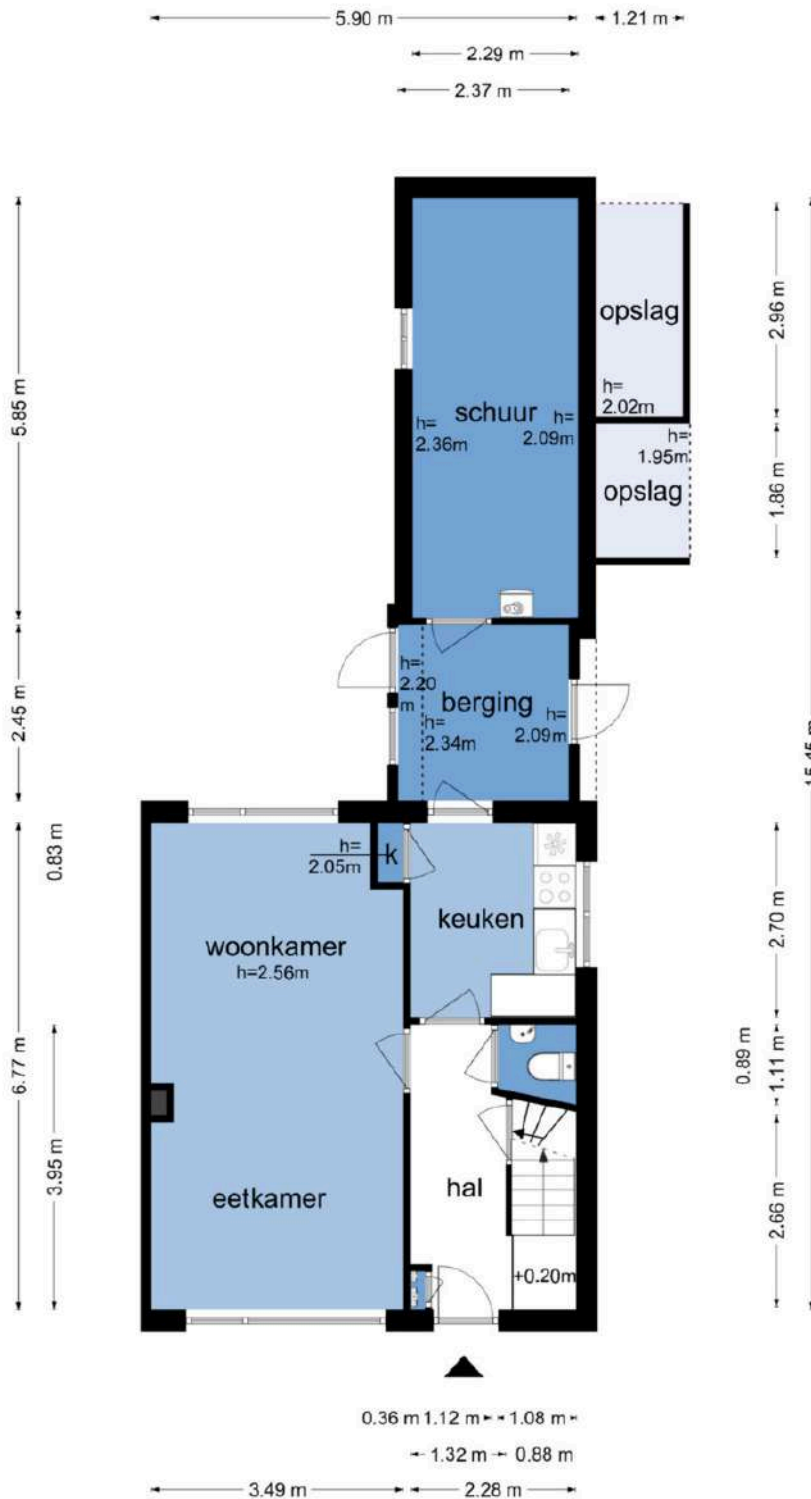 5.90 m
1.21 m
2.29 m
2.37 m
5.85 m
2.96 m
opslag
h=
2.02m
schuur
h=
2.36m
h=
2.09m
h=
1.95m
opslag
1.86 m
2.45 m
h=
2.20
m
berging
h=
2.34m
h=
2.09m
15.45 m
0.83 m
h=
2.05m
k
keuken
2.70 m
woonkamer
h=2.56m
6.77 m
3.95 m
0.89 m
1.11 m
eetkamer
hal
2.66 m
+0.20m
0.36 m
1.12 m
1.08 m
1.32 m
0.88 m
3.49 m
2.28 m